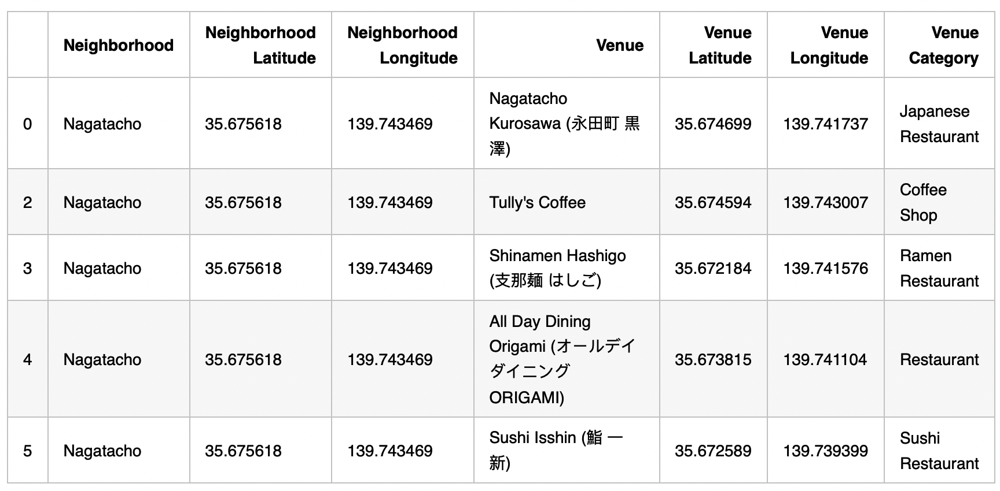 Neighborhood Neighborhood Latitude Neighborhood Longitude Venue Venue Latitude Venue Longitude Venue Category
0 Nagatacho 35.675618 139.743469 Nagatacho Kurosawa (永田町 黒澤) 35.674699 139.741737 Japanese Restaurant
2 Nagatacho 35.675618 139.743469 Tully's Coffee 35.674594 139.743007 Coffee Shop
3 Nagatacho 35.675618 139.743469 Shinamen Hashigo (支那麺 はしご) 35.672184 139.741576 Ramen Restaurant
4 Nagatacho 35.675618 139.743469 All Day Dining Origami (オールデイダイニング ORIGAMI) 35.673815 139.741104 Restaurant
5 Nagatacho 35.675618 139.743469 Sushi Isshin (鮨 一新) 35.672589 139.739399 Sushi Restaurant